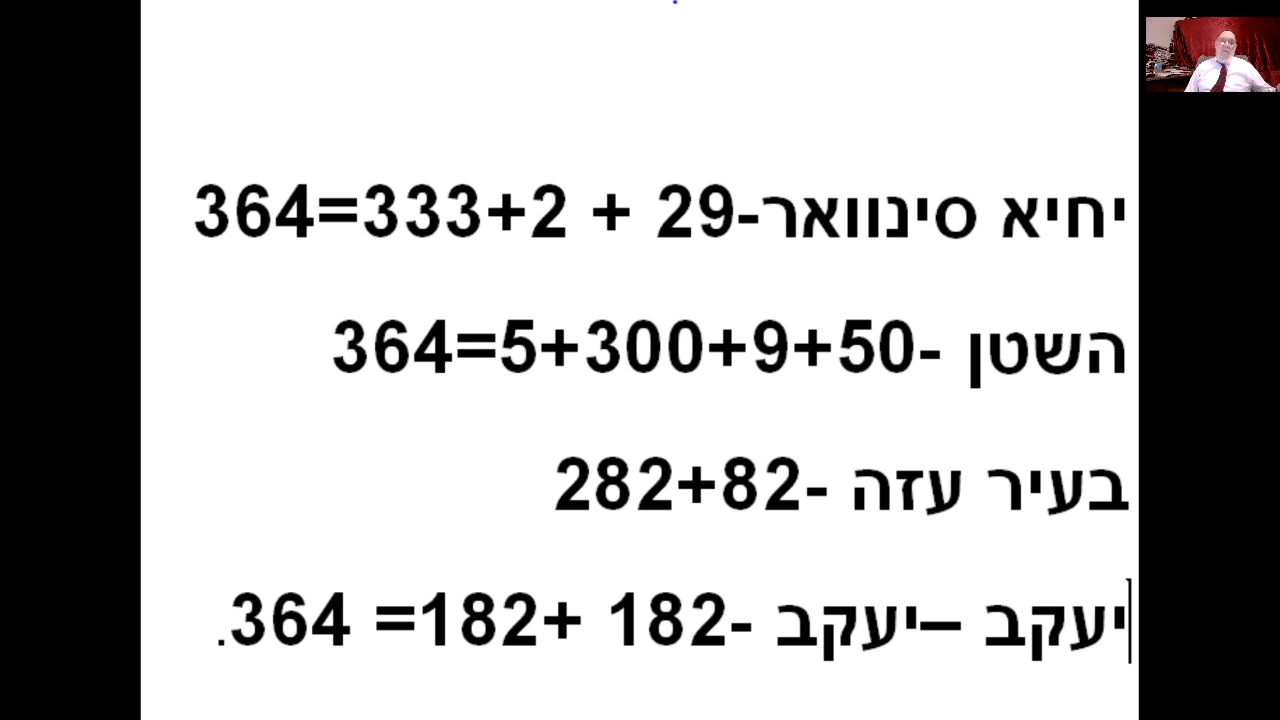 יחיא סינוואר-29 + 2+333=364
השטן -50+9+300+5=364
בעיר עזה -82+282
יעקב –יעקב -182 +182= 364.